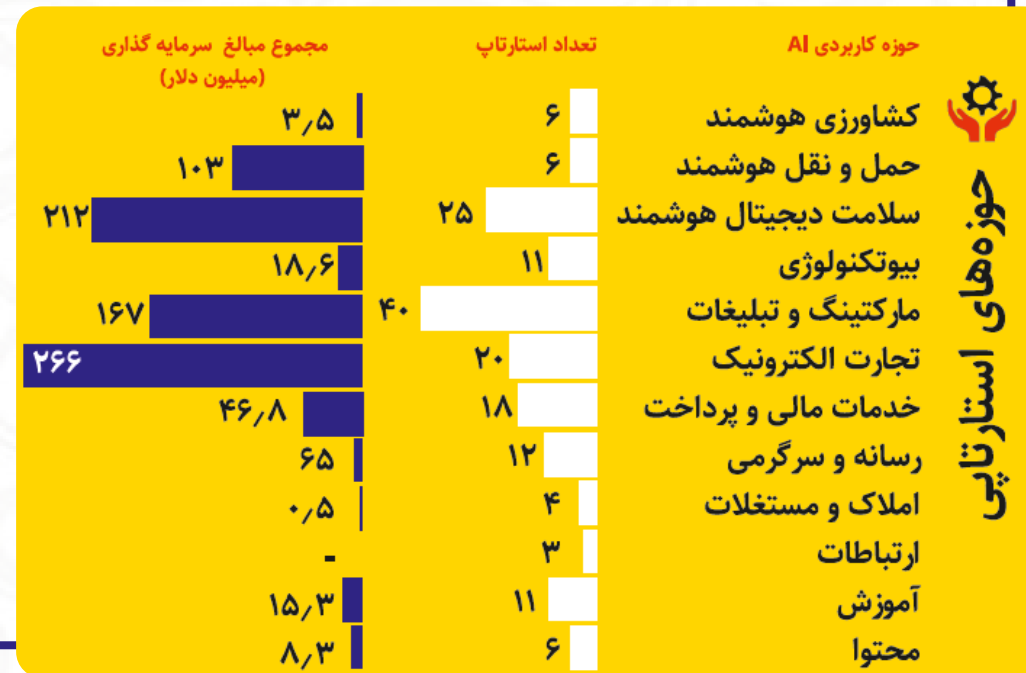 حوزه‌های استارتاپی
حوزه کاربردی AI تعداد استارتاپ مجموع مبالغ سرمایه گذاری
(میلیون دلار)
کشاورزی هوشمند ۶ ۳٫۵
حمل و نقل هوشمند ۶ ۱۰۳
سلامت دیجیتال هوشمند ۲۵ ۲۱۲
بیوتکنولوژی ۱۱ ۱۸٫۶
مارکتینگ و تبلیغات ۴۰ ۱۶۷
تجارت الکترونیک ۲۰ ۲۶۶
خدمات مالی و پرداخت ۱۸ ۴۶٫۸
رسانه و سرگرمی ۱۲ ۶۵
املاک و مستغلات ۴ ۰٫۵
ارتباطات ۳ -
آموزش ۱۱ ۱۵٫۳
محتوا ۶ ۸٫۳